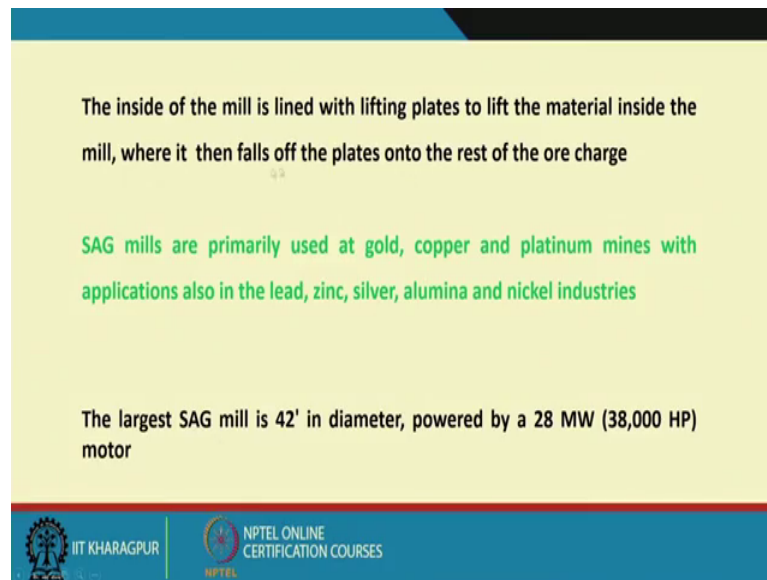 The inside of the mill is lined with lifting plates to lift the material inside the
mill, where it then falls off the plates onto the rest of the ore charge
SAG mills are primarily used at gold, copper and platinum mines with
applications also in the lead, zinc, silver, alumina and nickel industries
The largest SAG mill is 42' in diameter, powered by a 28 MW (38,000 HP)
motor
IIT KHARAGPUR
NPTEL
NPTEL ONLINE
CERTIFICATION COURSES